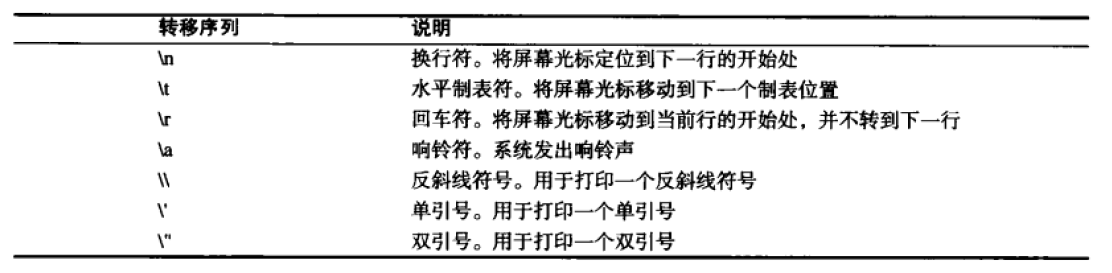 转移序列 说明
\n 换行符。将屏幕光标定位到下一行的开始处
\t 水平制表符。将屏幕光标移动到下一个制表位置
\r 回车符。将屏幕光标移动到当前行的开始处，并不转到下一行
\a 响铃符。系统发出响铃声
\\ 反斜线符号。用于打印一个反斜线符号
\' 单引号。用于打印一个单引号
\" 双引号。用于打印一个双引号